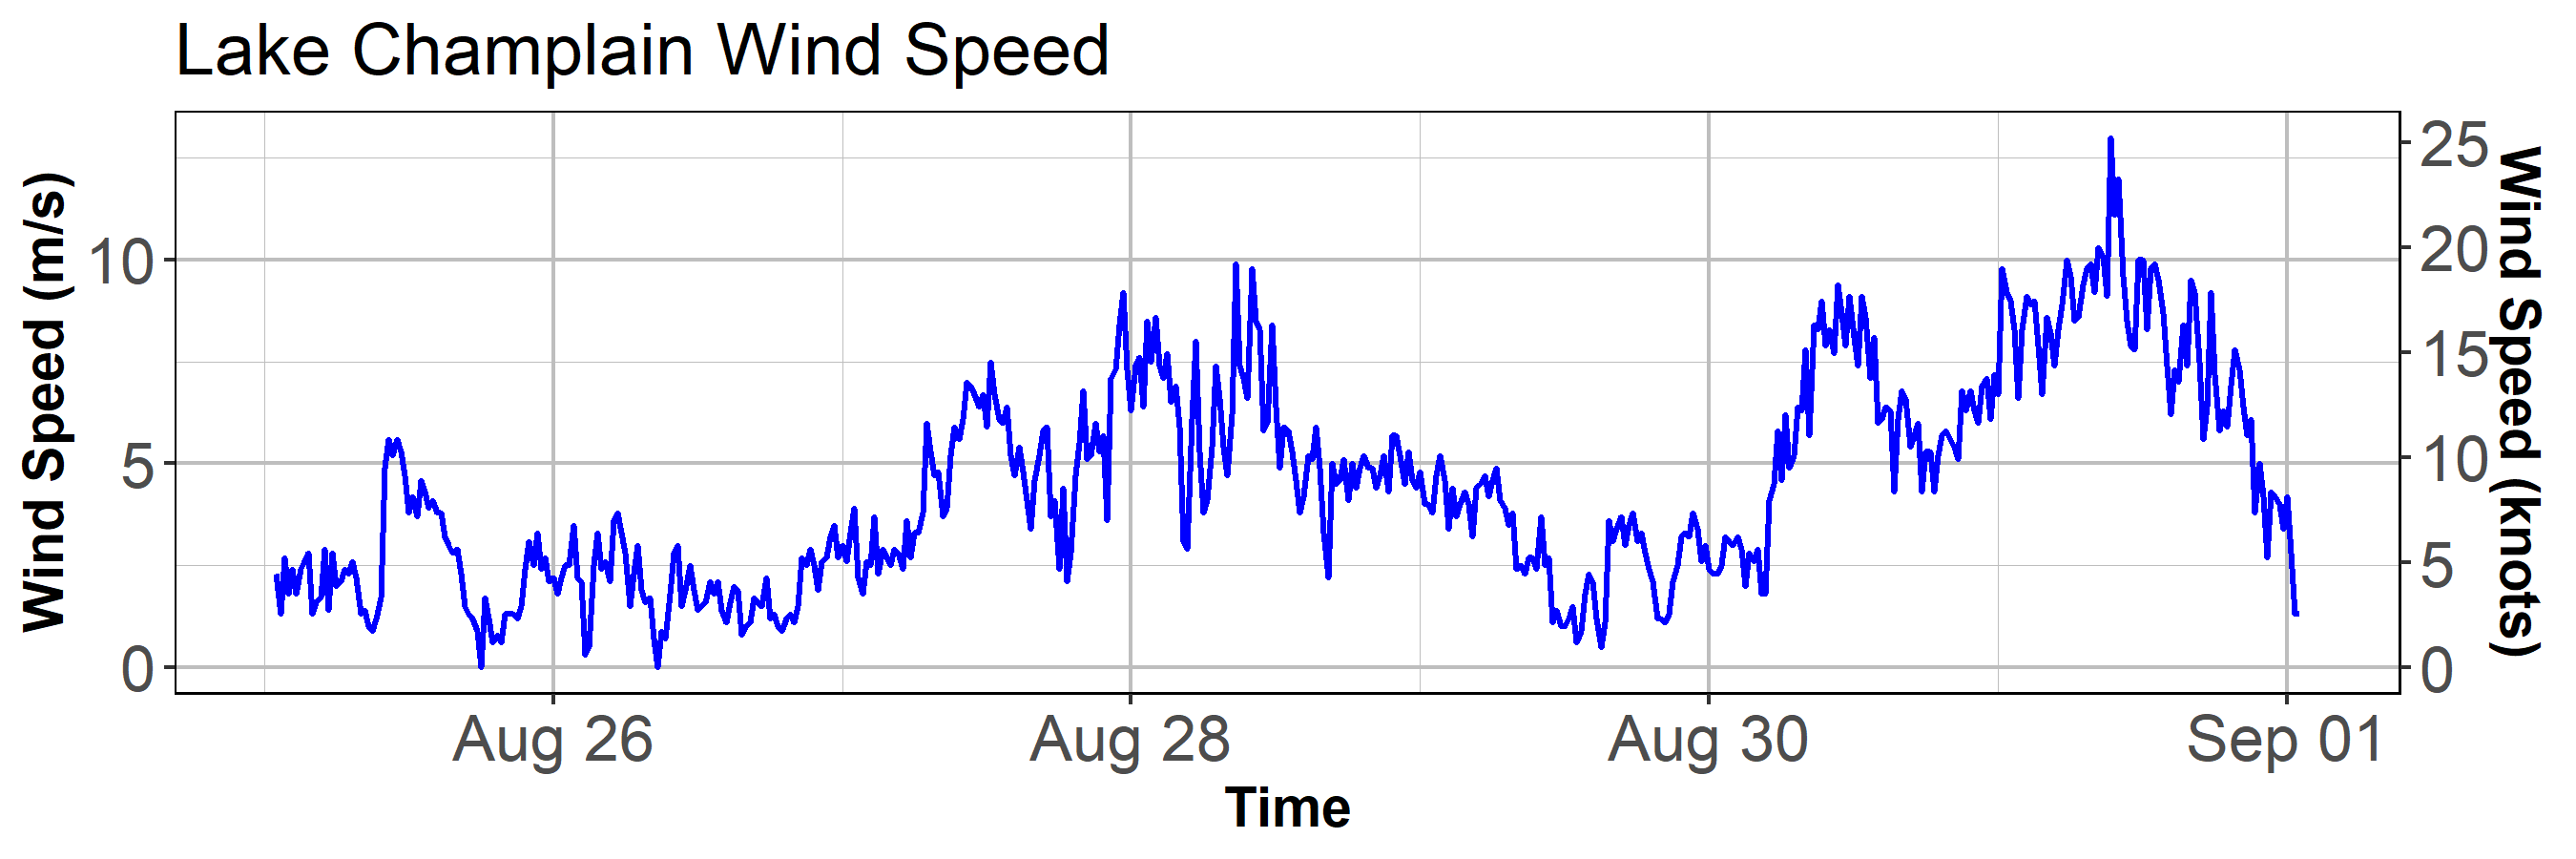 Lake Champlain Wind Speed
Wind Speed (m/s)
10
5
0
25
20
15
10
5
0
Wind Speed (knots)
Aug 26 Aug 28 Aug 30 Sep 01
Time